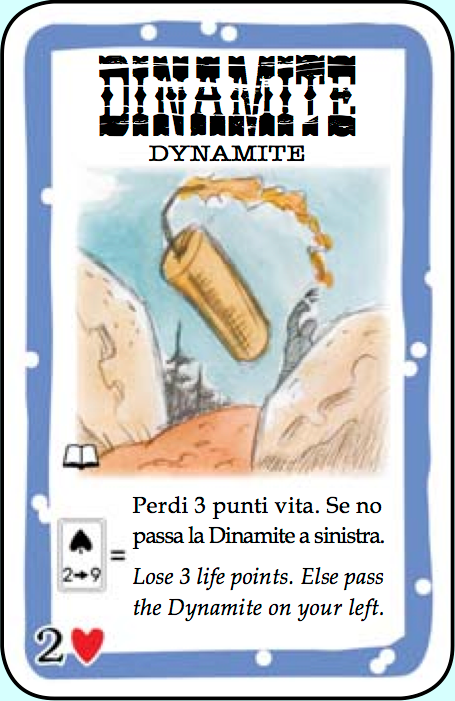 DINAMITE
DYNAMITE
Perdi 3 punti vita. Se no
passa la Dinamite a sinistra.
♠
2➔9 =
Lose 3 life points. Else pass
the Dynamite on your left.
2♥